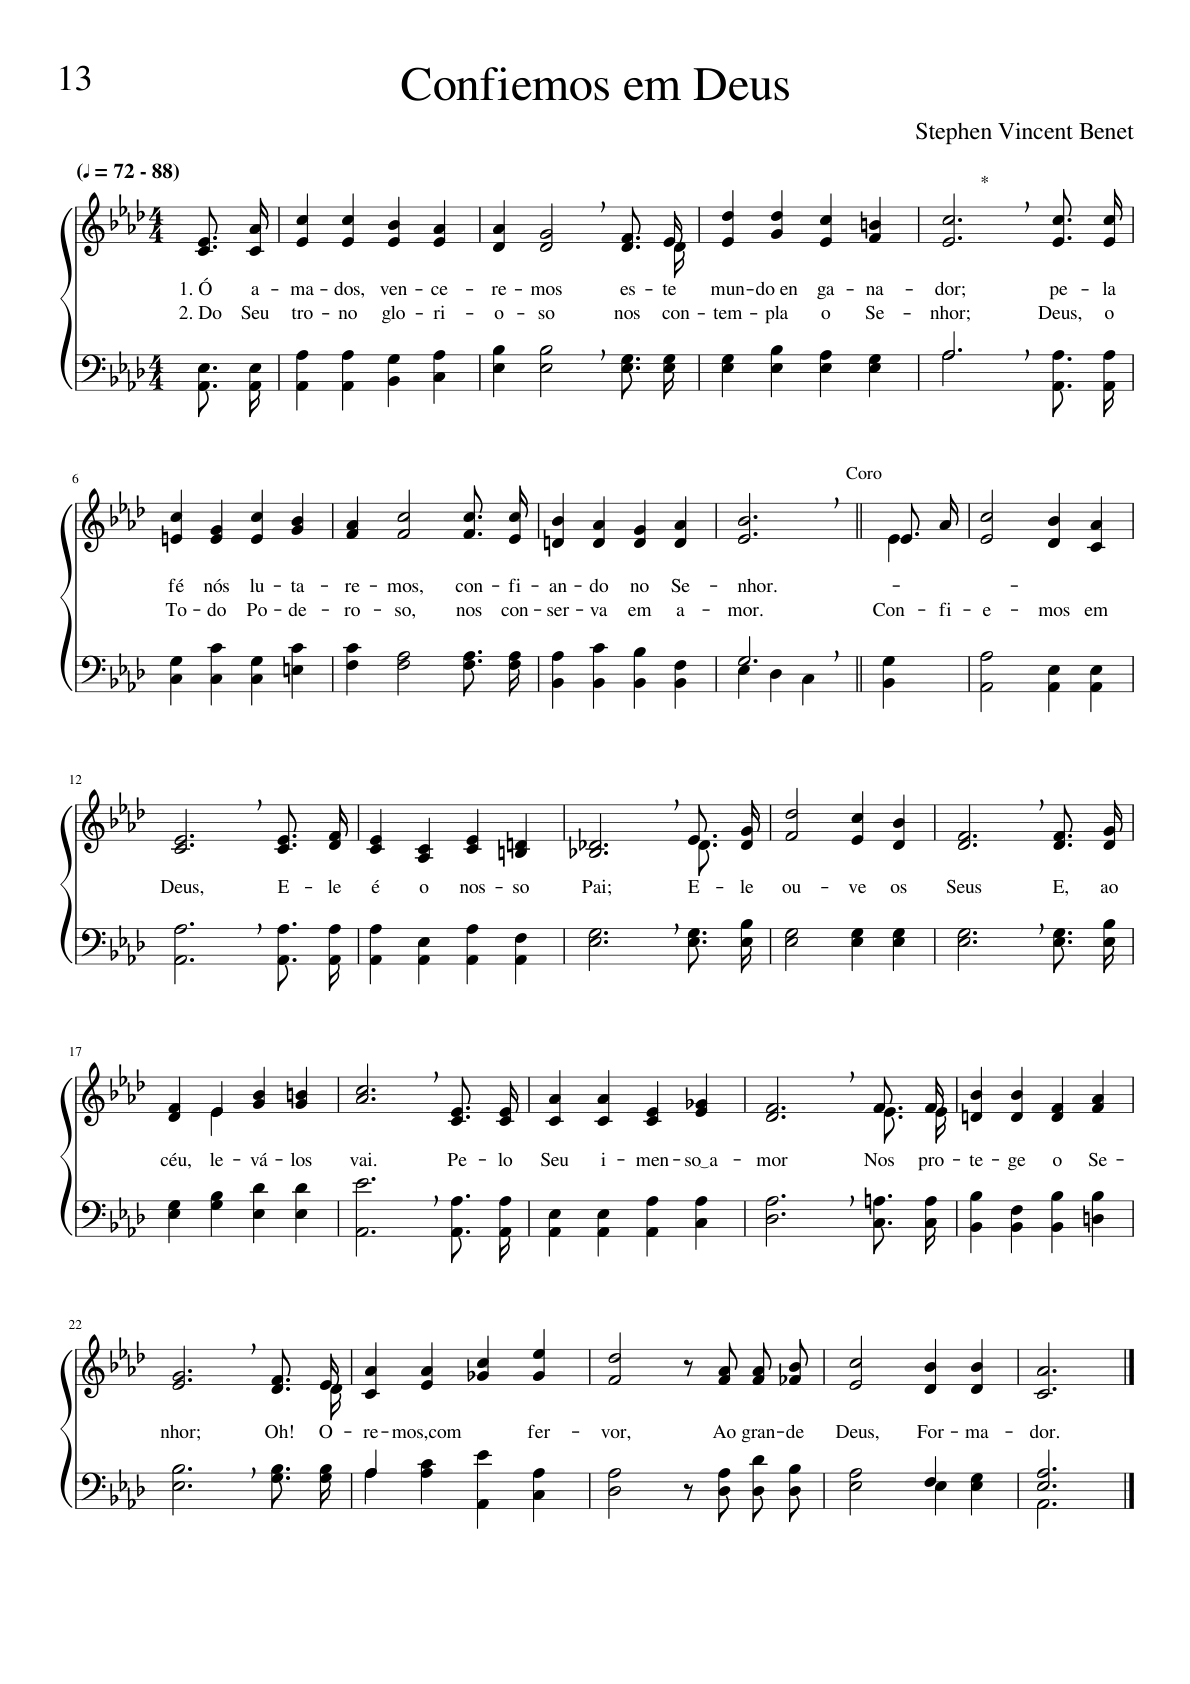 13
Confiemos em Deus
Stephen Vincent Benet
(♩ = 72 - 88)
*
1. Ó a - ma - dos, ven - ce - re - mos es - te mun - do en ga - na - dor; pe - la
2. Do Seu tro - no glo - ri - o - so nos con - tem - pla o Se - nhor; Deus, o
6
Coro
fé nós lu - ta - re - mos, con - fi - an - do no Se - nhor. - -
To - do Po - de - ro - so, nos con - ser - va em a - mor. Con - fi - e - mos em
12
Deus, E - le é o nos - so Pai; E - le ou - ve os Seus E, ao
17
céu, le - vá - los vai. Pe - lo Seu i - men - so_a - mor Nos pro - te - ge o Se -
22
nhor; Oh! O - re - mos,com fer - vor, Ao gran - de Deus, For - ma - dor.